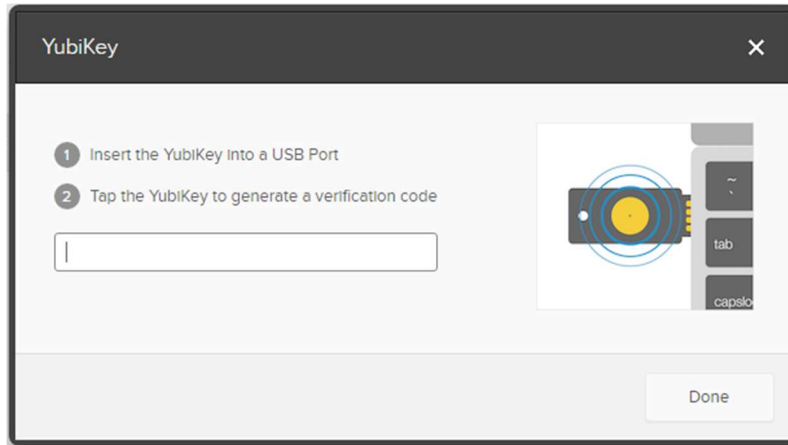 YubiKey
×
1 Insert the YubiKey into a USB Port
2 Tap the YubiKey to generate a verification code
~
`
tab
capslo
Done